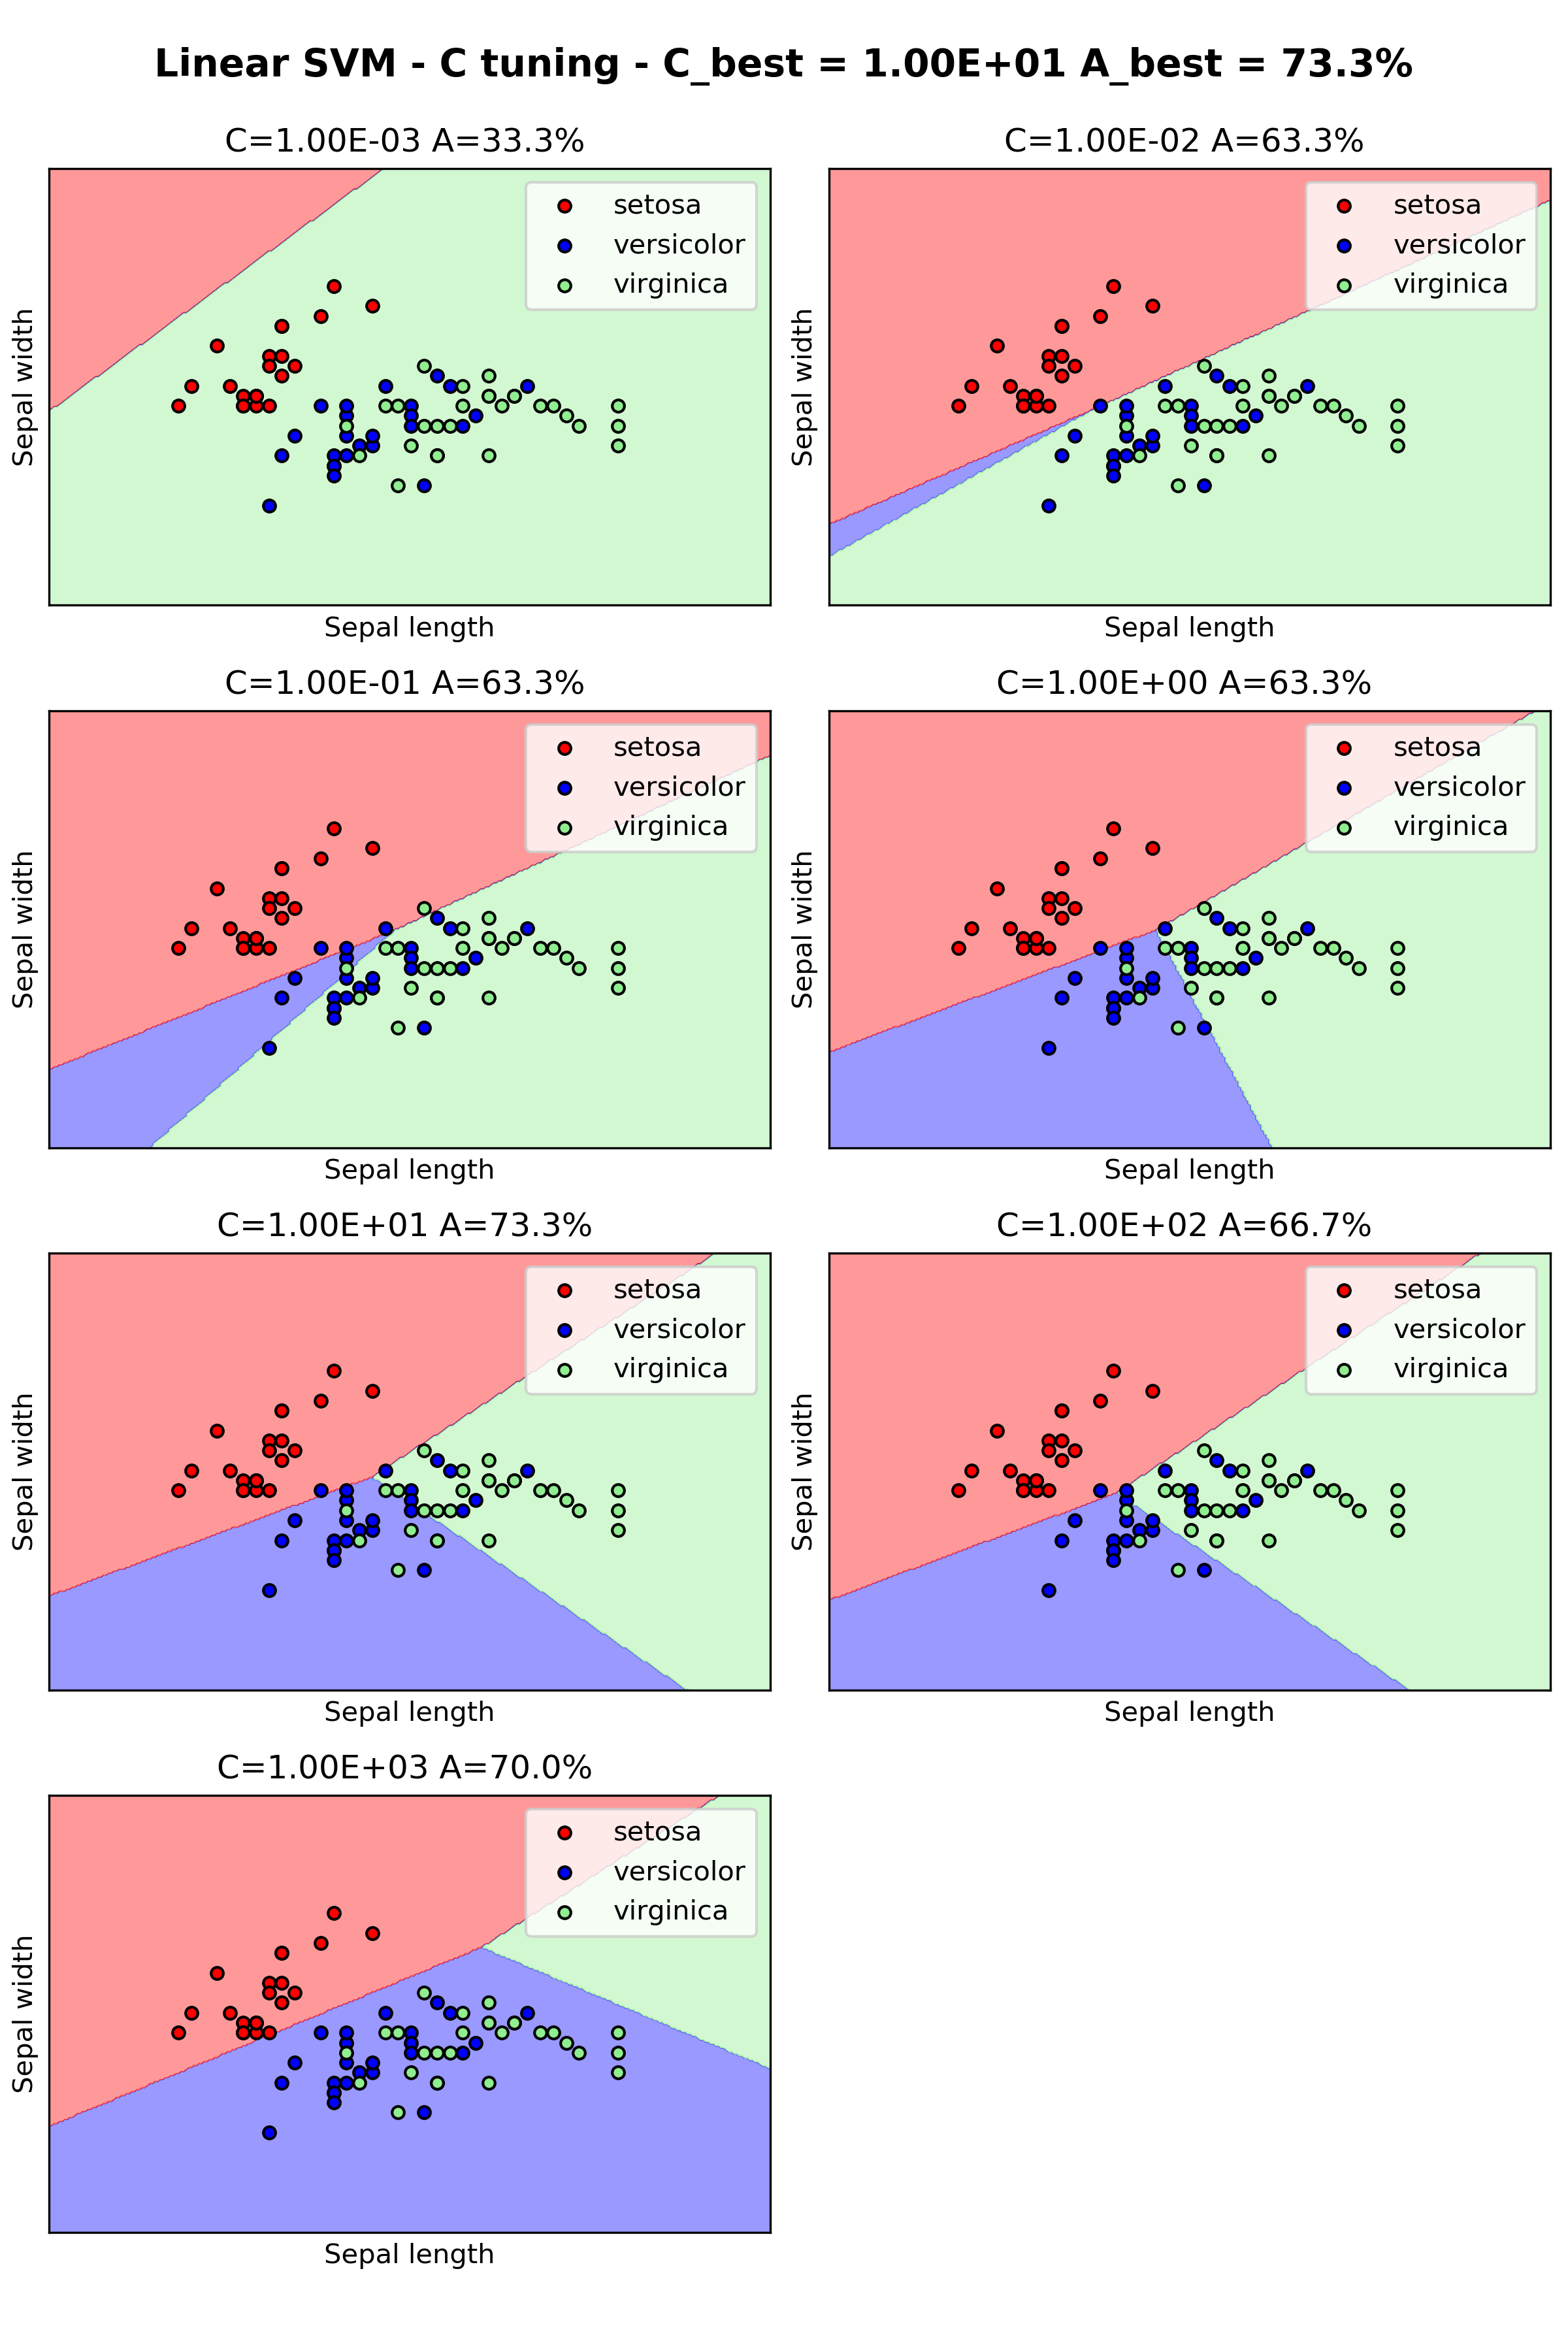 Linear SVM - C tuning - C_best = 1.00E+01 A_best = 73.3%
C=1.00E-03 A=33.3%
setosa
versicolor
virginica
Sepal width
Sepal length
C=1.00E-02 A=63.3%
setosa
versicolor
virginica
Sepal width
Sepal length
C=1.00E-01 A=63.3%
setosa
versicolor
virginica
Sepal width
Sepal length
C=1.00E+00 A=63.3%
setosa
versicolor
virginica
Sepal width
Sepal length
C=1.00E+01 A=73.3%
setosa
versicolor
virginica
Sepal width
Sepal length
C=1.00E+02 A=66.7%
setosa
versicolor
virginica
Sepal width
Sepal length
C=1.00E+03 A=70.0%
setosa
versicolor
virginica
Sepal width
Sepal length